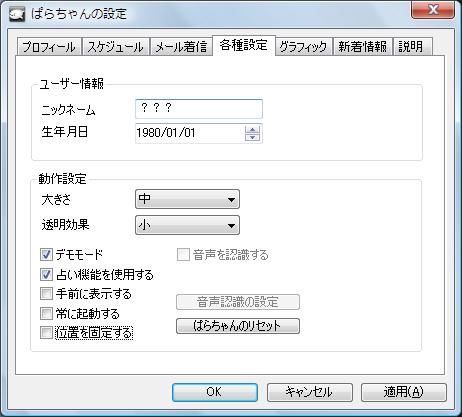 ぱらちゃんの設定
プロフィール スケジュール メール着信 各種設定 グラフィック 新着情報 説明
ユーザー情報
ニックネーム ？？？
生年月日 1980/01/01
動作設定
大きさ 中
透明効果 小
デモモード 音声を認識する
占い機能を使用する
手前に表示する 音声認識の設定
常に起動する ぱらちゃんのリセット
位置を固定する
OK キャンセル 適用(A)